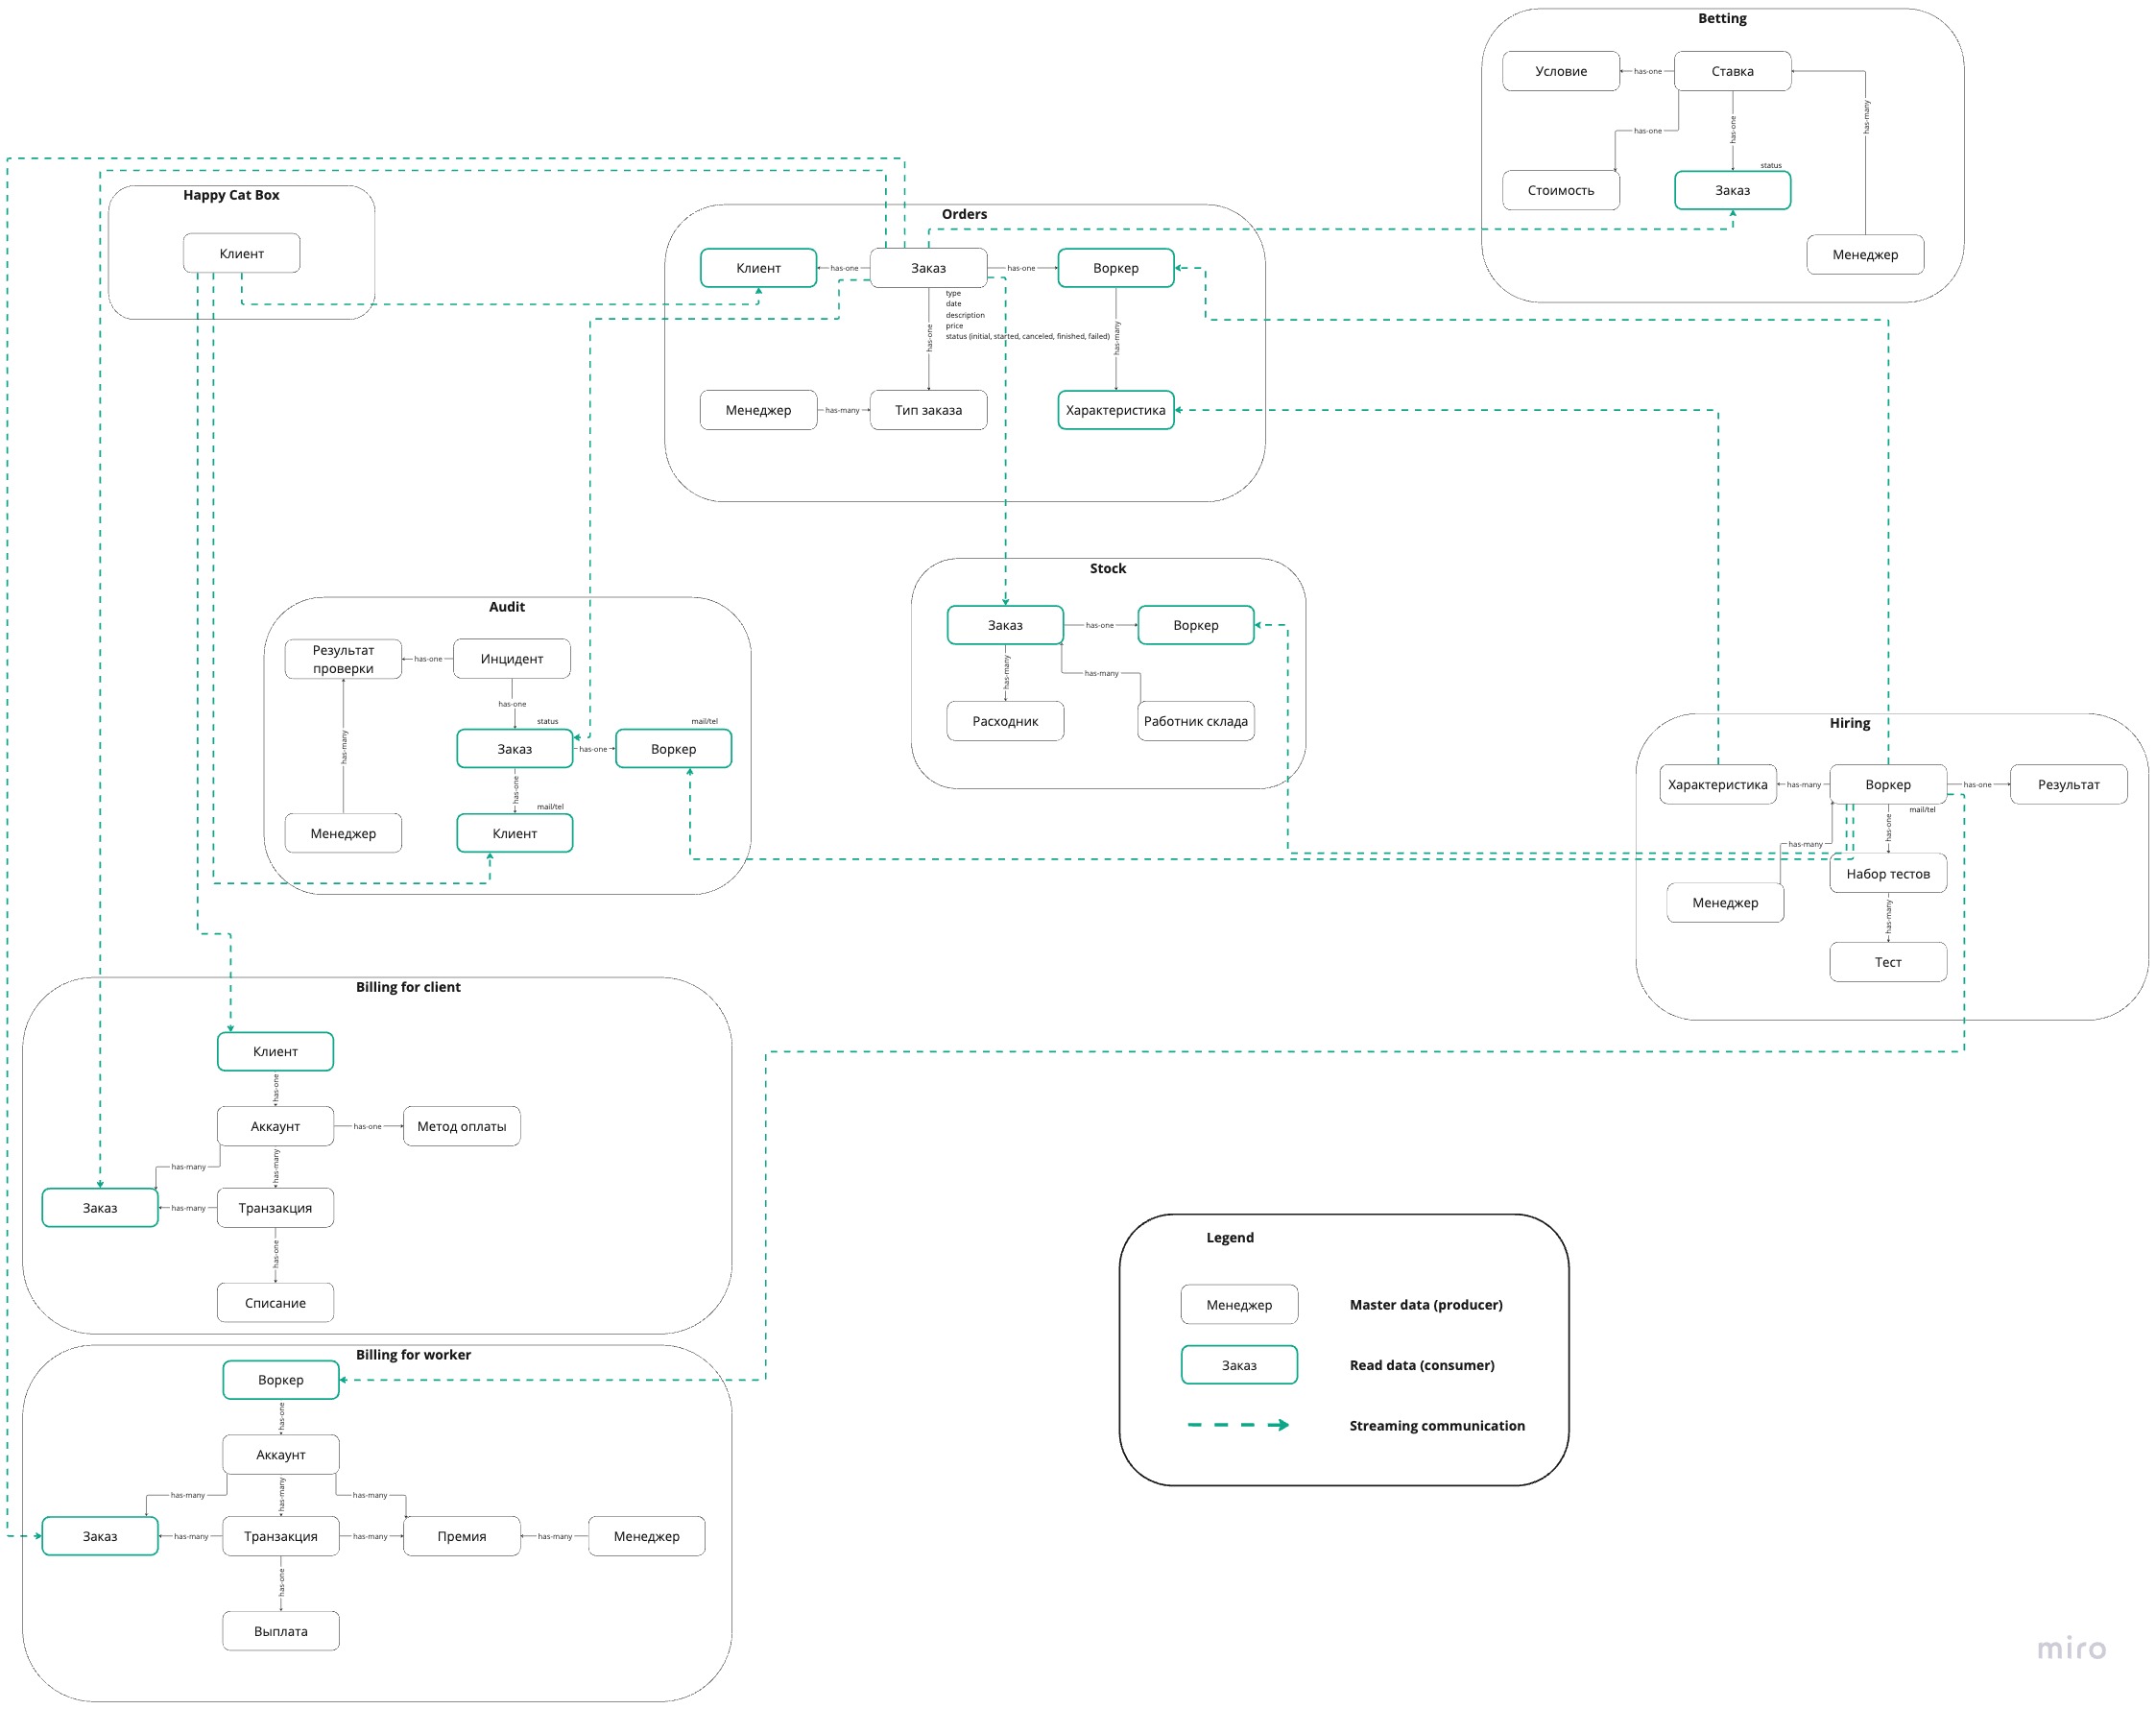 Betting
Условие
has-one
Ставка
has-one
has-one
has-many
status
Стоимость
Заказ
Менеджер
Happy Cat Box
Клиент
Orders
Клиент
has-one
Заказ
has-one
Воркер
type
date
description
price
status (initial, started, canceled, finished, failed)
has-one
has-many
Менеджер
has-many
Тип заказа
Характеристика
Stock
Заказ
has-one
Воркер
has-many
has-many
Расходник
Работник склада
Audit
Результат
проверки
has-one
Инцидент
has-one
has-many
status
mail/tel
Заказ
has-one
Воркер
has-one
mail/tel
Менеджер
Клиент
Hiring
Характеристика
has-many
Воркер
has-one
Результат
mail/tel
has-one
has-many
Набор тестов
Менеджер
has-many
Тест
Billing for client
Клиент
has-one
Аккаунт
has-one
Метод оплаты
has-many
has-many
Заказ
has-many
Транзакция
has-one
Списание
Billing for worker
Воркер
has-one
Аккаунт
has-many
has-many
has-many
Заказ
has-many
Транзакция
has-many
Премия
has-many
Менеджер
has-one
Выплата
Legend
Менеджер
Master data (producer)
Заказ
Read data (consumer)
Streaming communication
miro